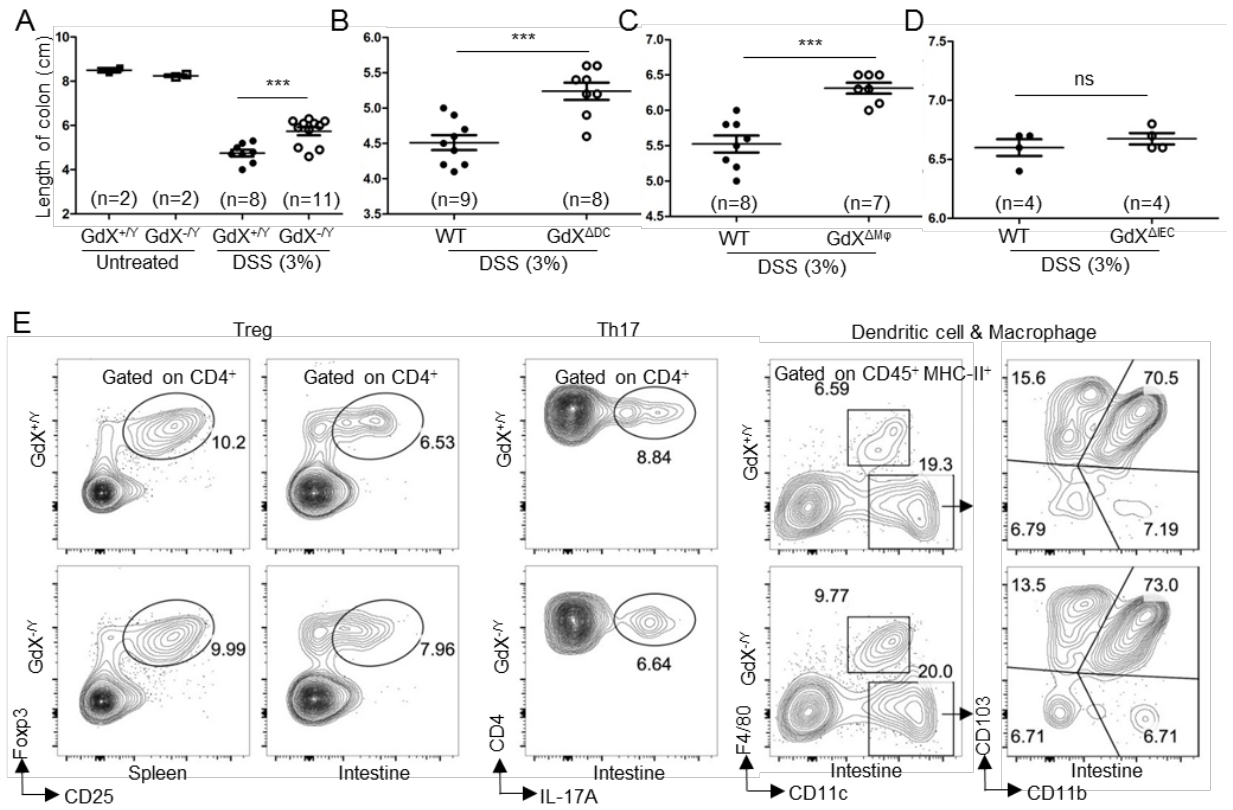 A
B
C
D
Length of colon (cm)
10
8
6
4
2
***
(n=2)
(n=2)
(n=8)
(n=11)
GdX+/Y
GdX-/Y
GdX+/Y
GdX-/Y
Untreated
DSS (3%)
6.0
5.5
5.0
4.5
4.0
3.5
***
(n=9)
(n=8)
WT
GdXΔDC
DSS (3%)
7.0
6.5
6.0
5.5
5.0
4.5
***
(n=8)
(n=7)
WT
GdXΔMφ
DSS (3%)
7.5
7.0
6.5
6.0
ns
(n=4)
(n=4)
WT
GdXΔIEC
DSS (3%)
E
Treg
Th17
Dendritic cell & Macrophage
GdX+/Y
Gated on CD4+
10.2
Gated on CD4+
6.53
GdX+/Y
Gated on CD4+
8.84
GdX+/Y
Gated on CD45+ MHC-II+
6.59
19.3
15.6
70.5
6.79
7.19
GdX-/Y
9.99
7.96
GdX-/Y
6.64
GdX-/Y
9.77
20.0
13.5
73.0
6.71
6.71
Foxp3
CD4
F4/80
CD103
Spleen
Intestine
Intestine
Intestine
CD25
IL-17A
CD11c
CD11b